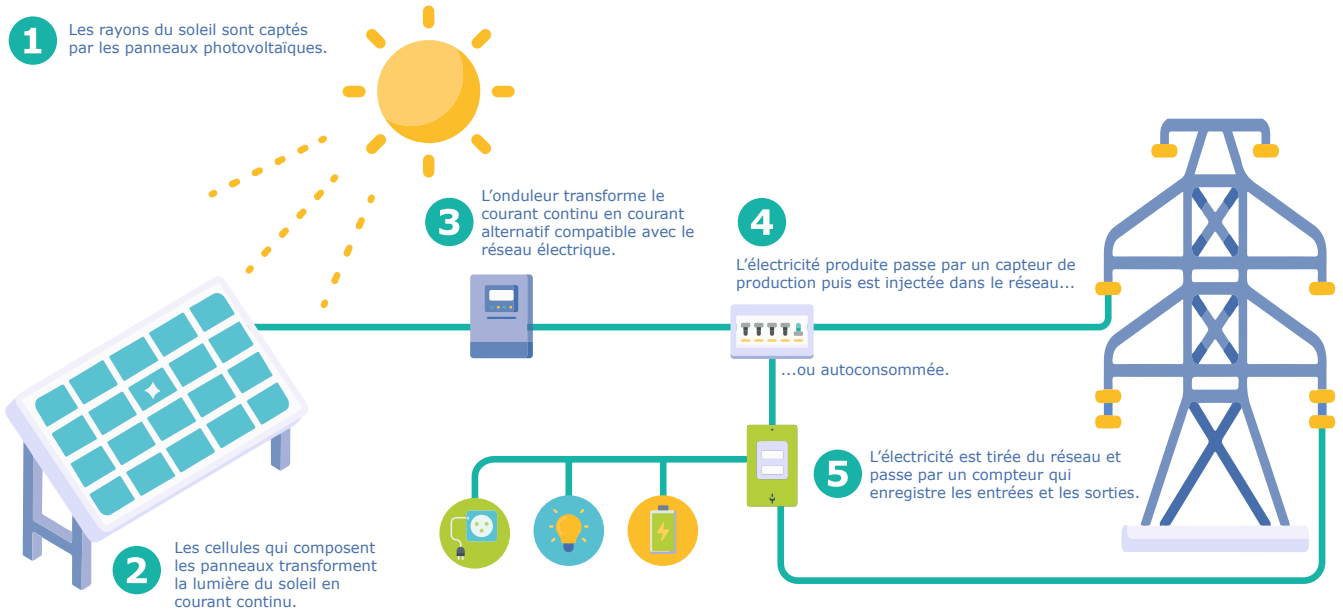 1
Les rayons du soleil sont captés
par les panneaux photovoltaïques.
2
Les cellules qui composent
les panneaux transforment
la lumière du soleil en
courant continu.
3
L’onduleur transforme le
courant continu en courant
alternatif compatible avec le
réseau électrique.
4
L’électricité produite passe par un capteur de
production puis est injectée dans le réseau...
...ou autoconsommée.
5
L’électricité est tirée du réseau et
passe par un compteur qui
enregistre les entrées et les sorties.